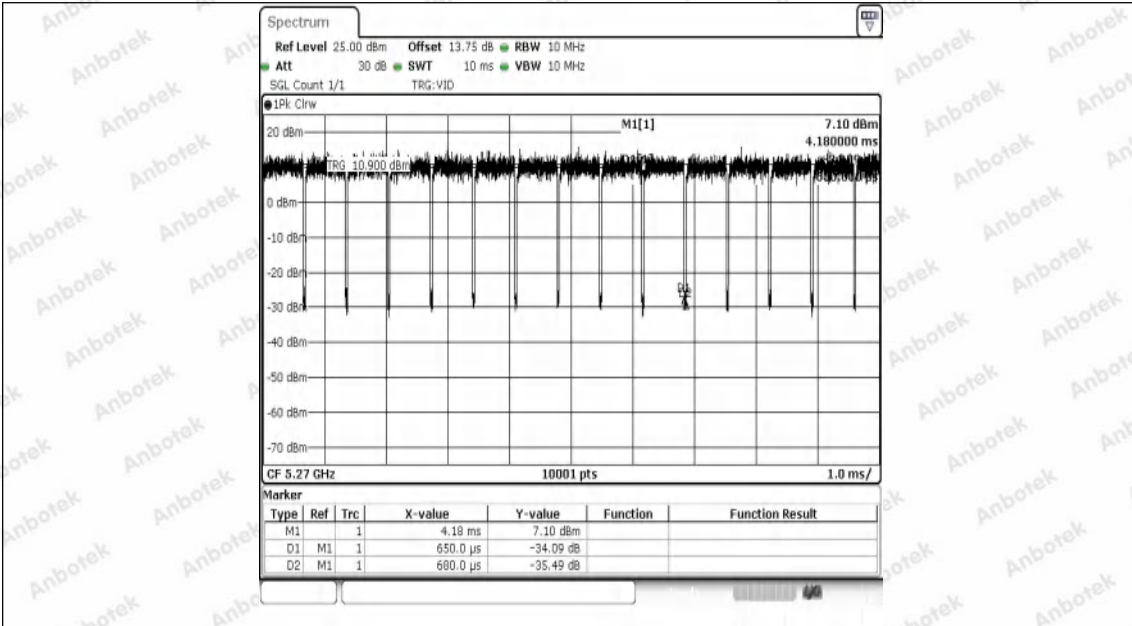 Spectrum
Ref Level 25.00 dBm Offset 13.75 dB RBW 10 MHz
Att 30 dB SWT 10 ms VBW 10 MHz
SGL Count 1/1 TRG:VID
1Pk Clrw
M1[1] 7.10 dBm
4.180000 ms
20 dBm
TRG 10.900 dBm
0 dBm
-10 dBm
-20 dBm
-30 dBm
-40 dBm
-50 dBm
-60 dBm
-70 dBm
CF 5.27 GHz 10001 pts 1.0 ms/
Marker
Type Ref Trc X-value Y-value Function Function Result
M1 1 4.18 ms 7.10 dBm
D1 M1 1 650.0 µs -34.09 dB
D2 M1 1 680.0 µs -35.49 dB
Anbotek